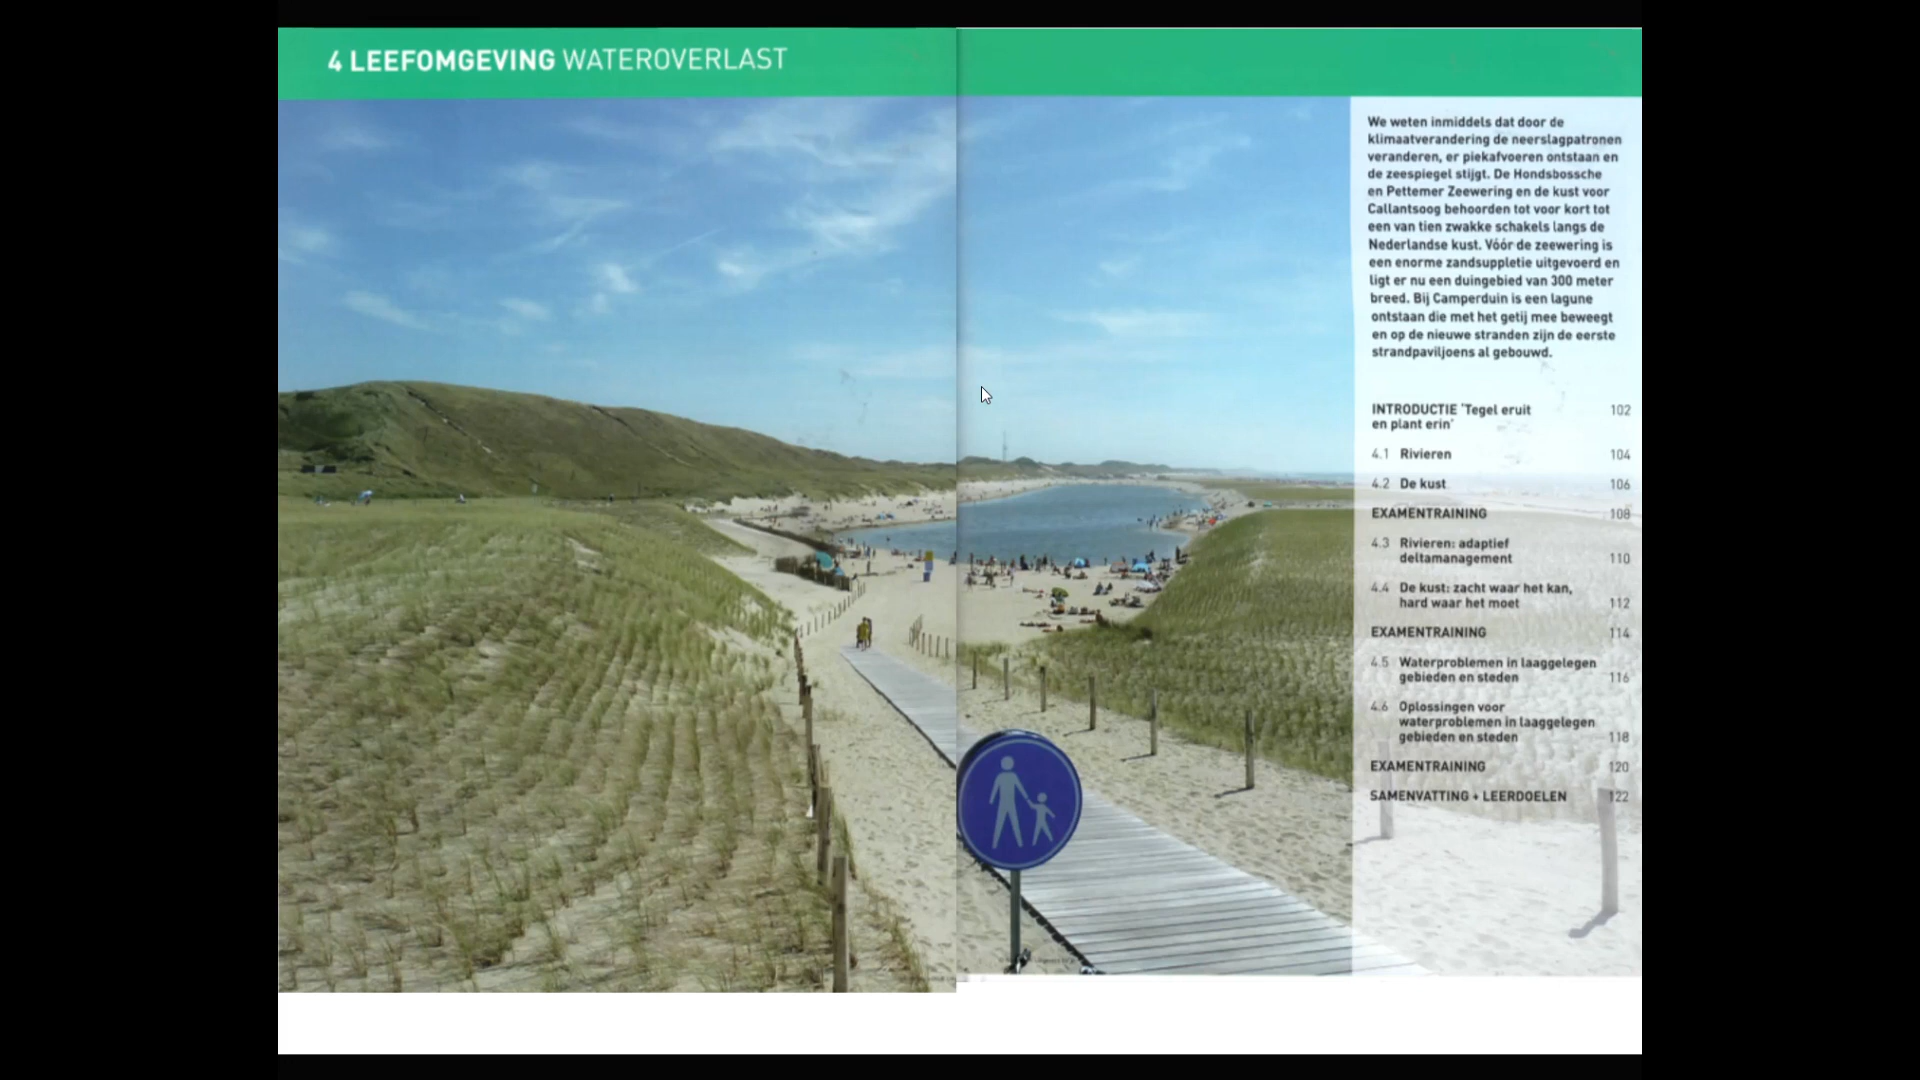 4 LEEFOMGEVING WATEROVERLAST
We weten inmiddels dat door de
klimaatverandering de neerslagpatronen
veranderen, er piekafvoeren ontstaan en
de zeespiegel stijgt. De Hondsbossche
en Pettemer Zeewering en de kust voor
Callantsoog behoorden tot voor kort tot
een van tien zwakke schakels langs de
Nederlandse kust. Vóór de zeewering is
een enorme zandsuppletie uitgevoerd en
ligt er nu een duingebied van 300 meter
breed. Bij Camperduin is een lagune
ontstaan die met het getij mee beweegt
en op de nieuwe stranden zijn de eerste
strandpaviljoens al gebouwd.
INTRODUCTIE 'Tegel eruit 102
en plant erin'
4.1 Rivieren 104
4.2 De kust 106
EXAMENTRAINING 108
4.3 Rivieren: adaptief
deltamanagement 110
4.4 De kust: zacht waar het kan,
hard waar het moet 112
EXAMENTRAINING 114
4.5 Waterproblemen in laaggelegen
gebieden en steden 116
4.6 Oplossingen voor
waterproblemen in laaggelegen
gebieden en steden 118
EXAMENTRAINING 120
SAMENVATTING + LEERDOELEN 122